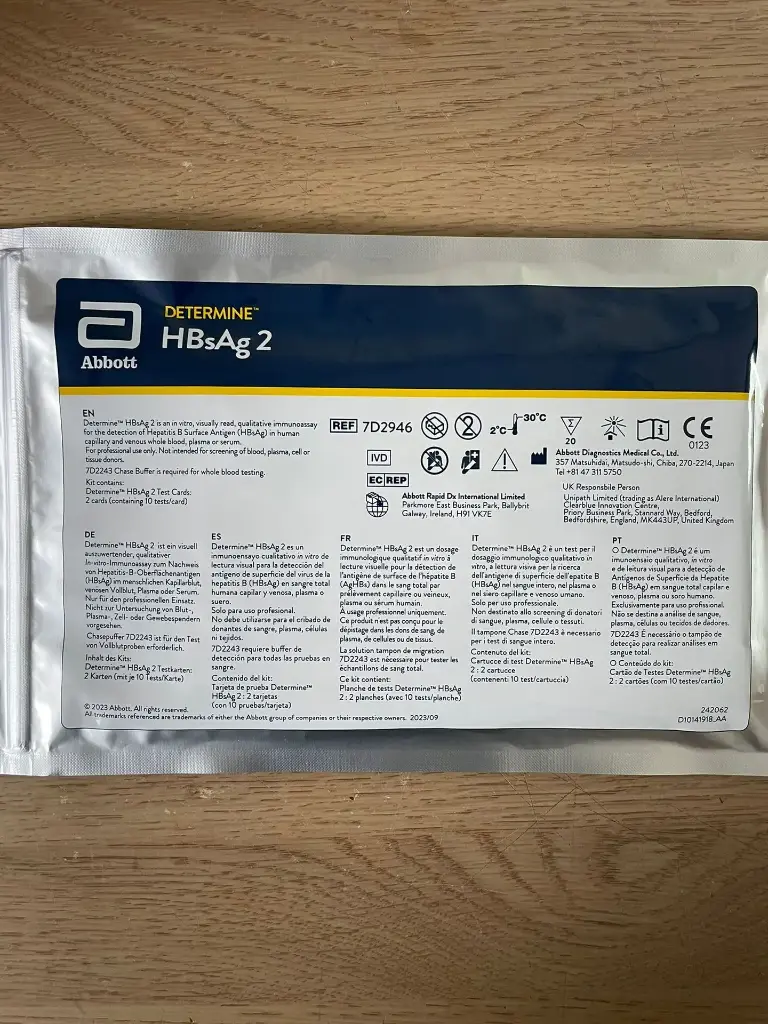 Abbott
DETERMINE™
HBsAg 2
EN
Determine™ HBsAg 2 is an in vitro, visually read, qualitative immunoassay
for the detection of Hepatitis B Surface Antigen (HBsAg) in human
capillary and venous whole blood, plasma or serum.
For professional use only. Not intended for screening of blood, plasma, cell or
tissue donors.
7D2243 Chase Buffer is required for whole blood testing.
Kit contains:
Determine™ HBsAg 2 Test Cards:
2 cards (containing 10 tests/card)
REF 7D2946
2
2°C
30°C
20
CE
0123
IVD
EC REP
Abbott Rapid Dx International Limited
Parkmore East Business Park, Ballybrit
Galway, Ireland, H91 VK7E
Abbott Diagnostics Medical Co., Ltd.
357 Matsuhidai, Matsudo-shi, Chiba, 270-2214, Japan
Tel +81 47 311 5750
UK Responsible Person
Unipath Limited (trading as Alere International)
Clearblue Innovation Centre,
Priory Business Park, Stannard Way, Bedford,
Bedfordshire, England, MK443UP, United Kingdom
DE
Determine™ HBsAg 2 ist ein visuell
auszuwertender, qualitativer
In-vitro-Immunoassay zum Nachweis
von Hepatitis-B-Oberflächenantigen
(HBsAg) im menschlichen Kapillarblut,
venösen Vollblut, Plasma oder Serum.
Nur für den professionellen Einsatz.
Nicht zur Untersuchung von Blut-,
Plasma-, Zell- oder Gewebespendern
vorgesehen.
Chasepuffer 7D2243 ist für den Test
von Vollblutproben erforderlich.
Inhalt des Kits:
Determine™ HBsAg 2 Testkarten:
2 Karten (mit je 10 Tests/Karte)
ES
Determine™ HBsAg 2 es un
inmunoensayo cualitativo in vitro de
lectura visual para la detección del
antígeno de superficie del virus de la
hepatitis B (HBsAg) en sangre total
humana capilar y venosa, plasma o
suero.
Solo para uso profesional.
No debe utilizarse para el cribado de
donantes de sangre, plasma, células
ni tejidos.
7D2243 requiere buffer de
detección para todas las pruebas en
sangre.
Contenido del kit:
Tarjeta de prueba Determine™
HBsAg 2 : 2 tarjetas
(con 10 pruebas/tarjeta)
FR
Determine™ HBsAg 2 est un dosage
immunologique qualitatif in vitro à
lecture visuelle pour la détection de
l'antigène de surface de l'hépatite B
(AgHBs) dans le sang total par
prélèvement capillaire ou veineux,
plasma ou sérum humain.
A usage professionnel uniquement.
Ce produit n'est pas conçu pour le
dépistage dans les dons de sang, de
plasma, de cellules ou de tissus.
La solution tampon de migration
7D2243 est nécessaire pour tester les
échantillons de sang total.
Ce kit contient:
Planche de tests Determine™ HBsAg
2 : 2 planches (avec 10 tests/planche)
IT
Determine™ HBsAg 2 è un test per il
dosaggio immunologico qualitativo in
vitro, a lettura visiva per la ricerca
dell'antigene di superficie dell'epatite B
(HBsAg) nel sangue intero, nel plasma o
nel siero capillare e venoso umano.
Solo per uso professionale.
Non destinato allo screening di donatori
di sangue, plasma, cellule o tessuti.
Il tampone Chase 7D2243 è necessario
per i test di sangue intero.
Contenuto del kit:
Cartucce di test Determine™ HBsAg
2 : 2 cartucce
(contenenti: 10 test/cartuccia)
PT
O Determine™ HBsAg 2 é um
imunoensaio qualitativo, in vitro
e de leitura visual para a detecção de
Antígenos de Superfície da Hepatite
B (HBsAg) em sangue total capilar e
venoso, plasma ou soro humano.
Exclusivamente para uso profissional.
Não se destina a análise de sangue,
plasma, células ou tecidos de dadores.
7D2243 É necessário o tampão de
detecção para realizar análises em
sangue total.
O Conteúdo do kit:
Cartão de Testes Determine™ HBsAg
2 : 2 cartões (com 10 testes/cartão)
© 2023 Abbott. All rights reserved.
All trademarks referenced are trademarks of either the Abbott group of companies or their respective owners. 2023/09
242062
D10141918_AA